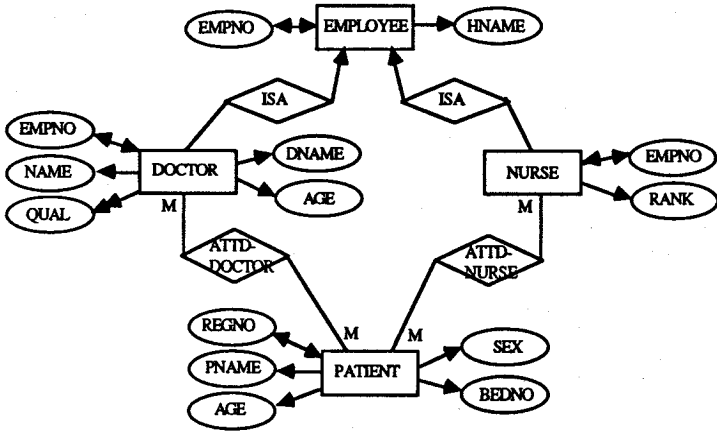 EMPNO
EMPLOYEE
HNAME
ISA
ISA
EMPNO
NAME
QUAL
DOCTOR
DNAME
AGE
NURSE
EMPNO
RANK
M
M
ATTD-
DOCTOR
ATTD-
NURSE
M
M
REGNO
PNAME
AGE
PATIENT
SEX
BEDNO